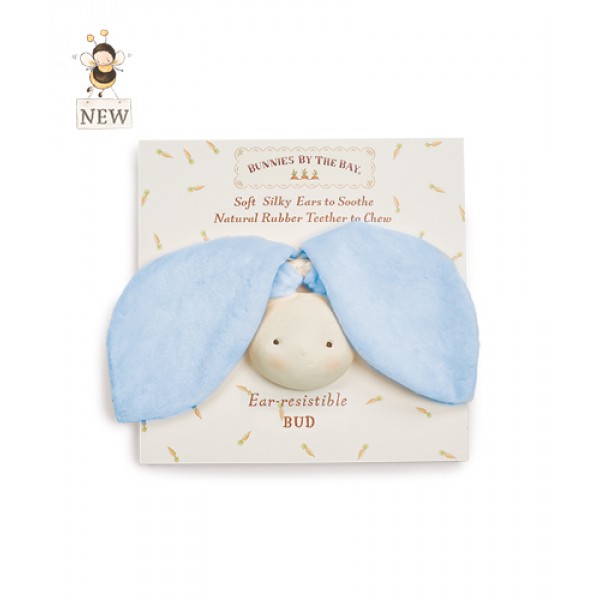 NEW
BUNNIES BY THE BAY.
Soft Silky Ears to Soothe
Natural Rubber Teether to Chew
Ear-resistible
BUD